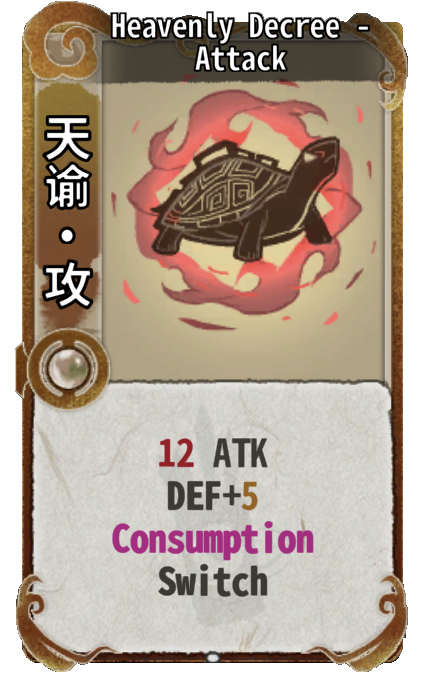 Heavenly Decree -
Attack
天谕·攻
12 ATK
DEF+5
Consumption
Switch